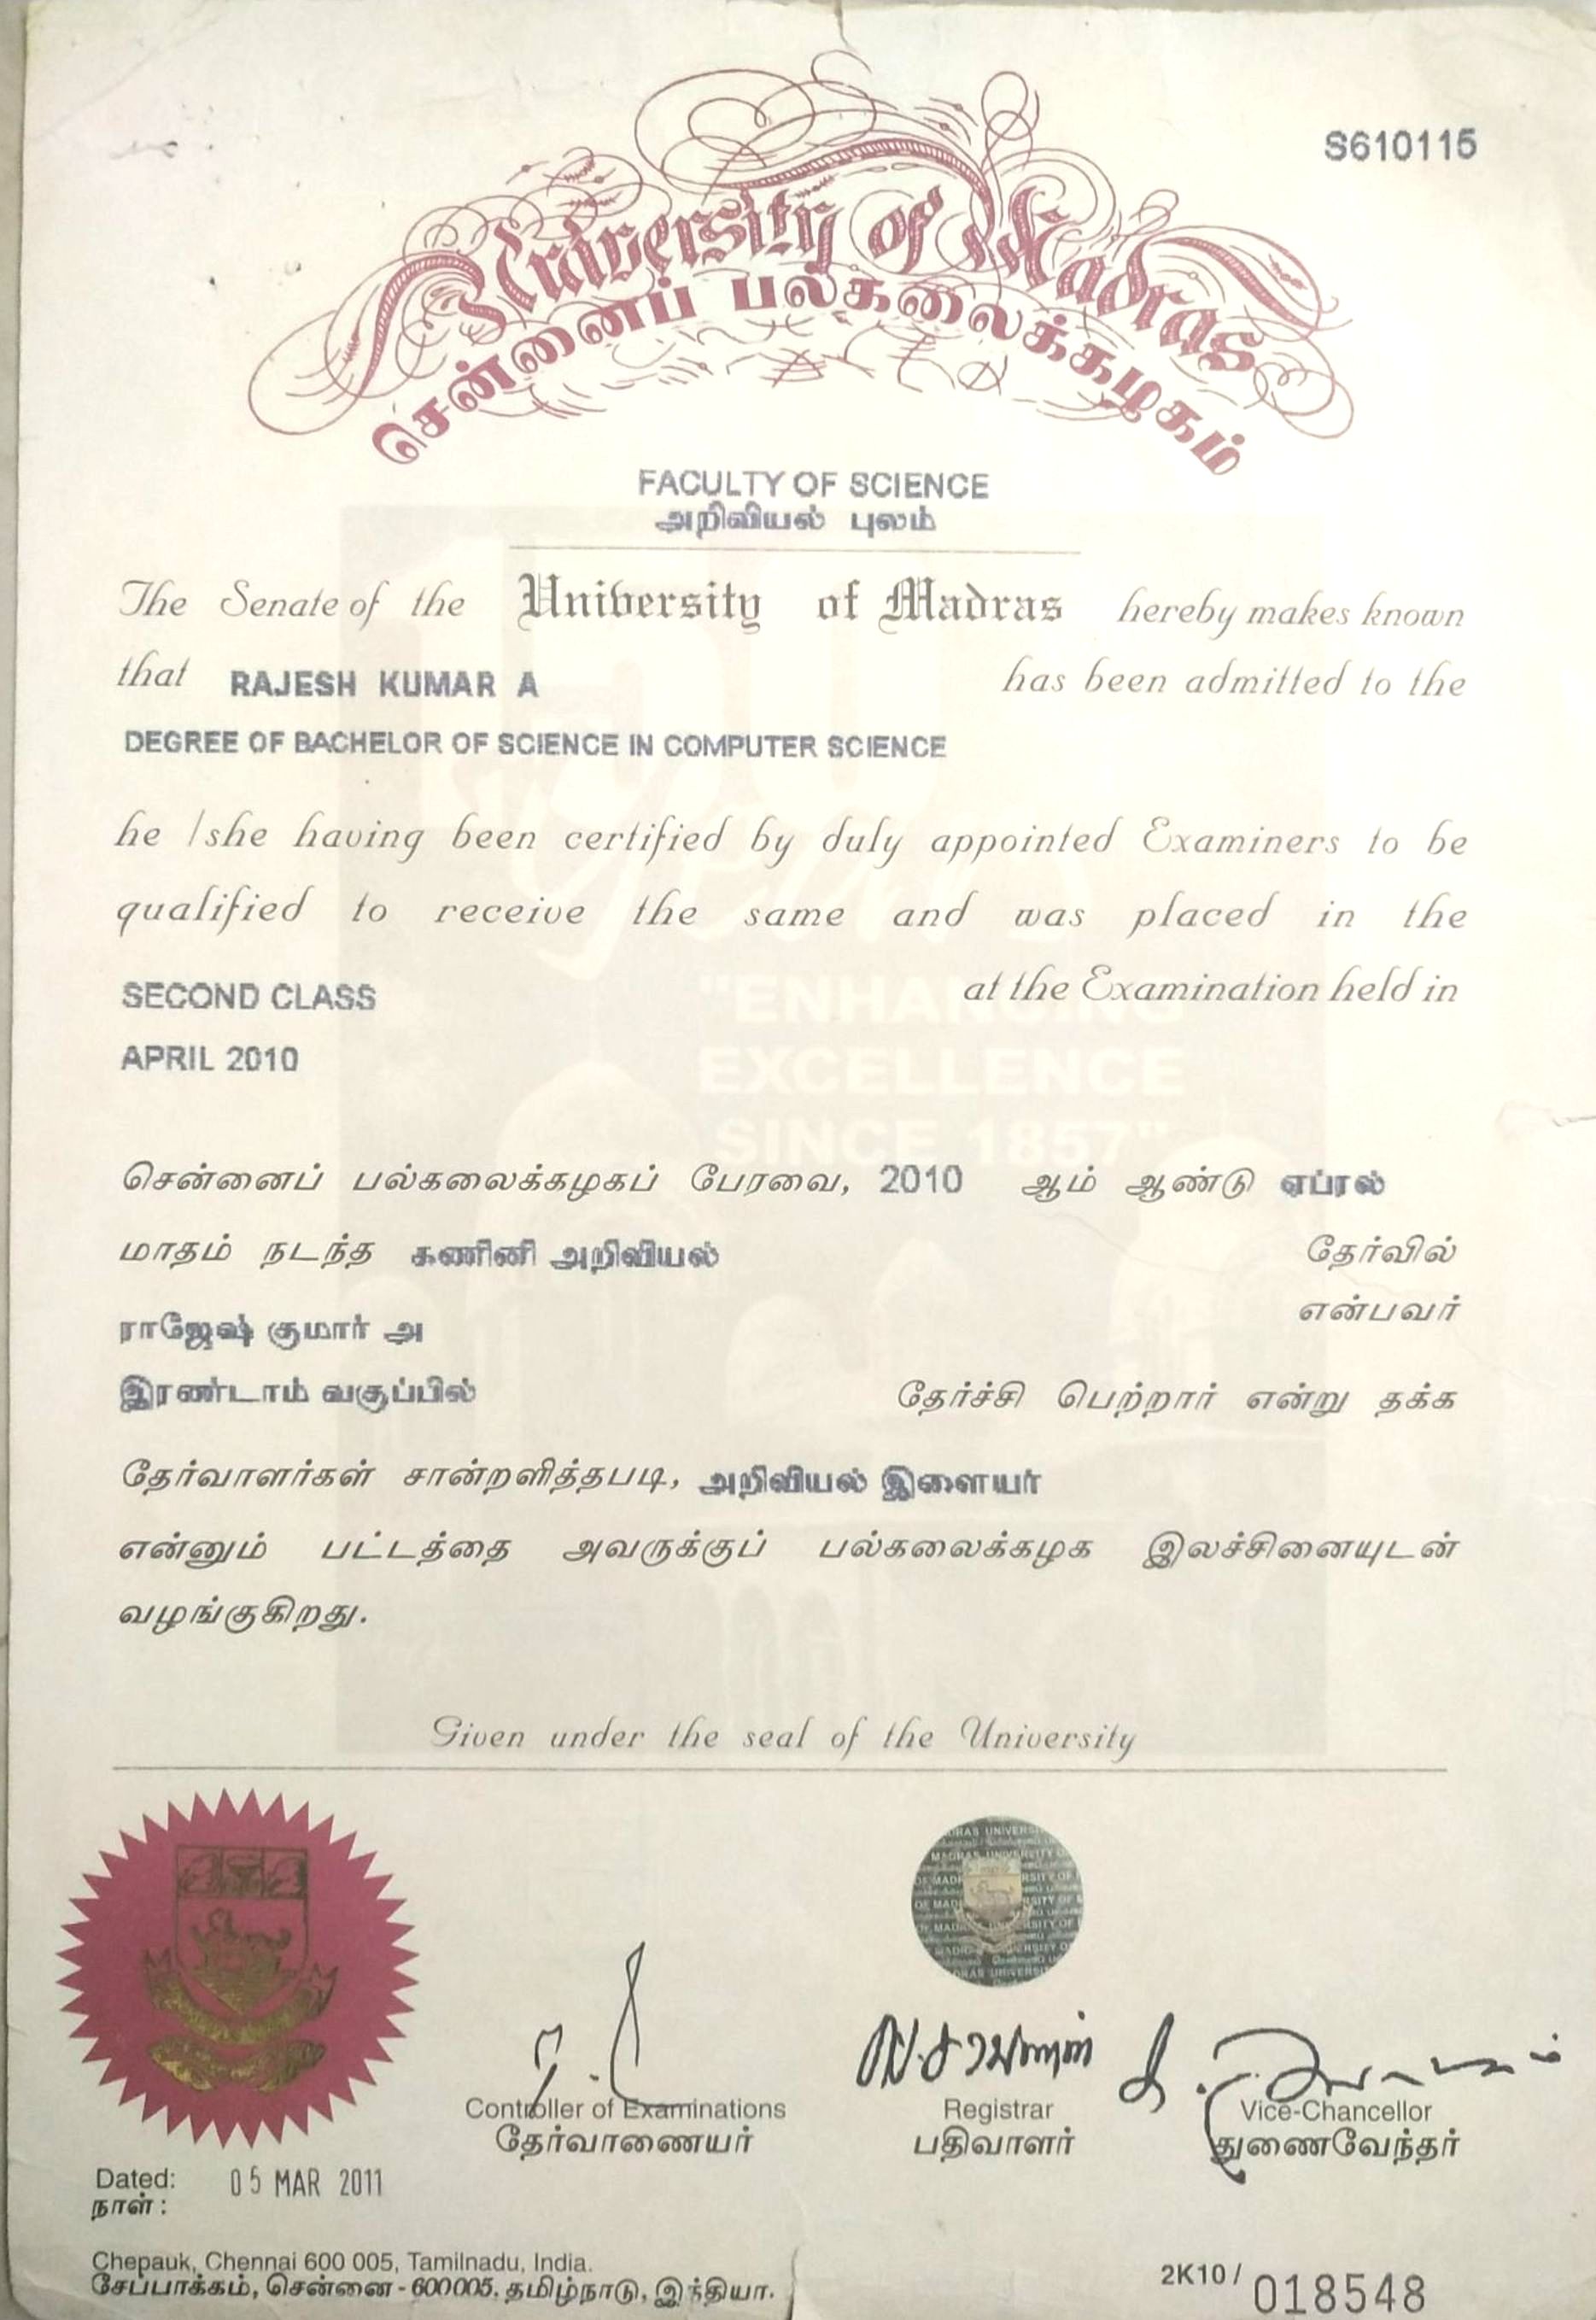 S610115
University of Madras
சென்னைப் பல்கலைக்கழகம்
FACULTY OF SCIENCE
அறிவியல் புலம்
The Senate of the University of Madras hereby makes known
that RAJESH KUMAR A has been admitted to the
DEGREE OF BACHELOR OF SCIENCE IN COMPUTER SCIENCE
he /she having been certified by duly appointed Examiners to be
qualified to receive the same and was placed in the
SECOND CLASS at the Examination held in
APRIL 2010
"ENHANCING
EXCELLENCE
SINCE 1857"
சென்னைப் பல்கலைக்கழகப் பேரவை, 2010 ஆம் ஆண்டு ஏப்ரல்
மாதம் நடந்த கணினி அறிவியல் தேர்வில்
ராஜேஷ் குமார் அ என்பவர்
இரண்டாம் வகுப்பில் தேர்ச்சி பெற்றார் என்று தக்க
தேர்வாளர்கள் சான்றளித்தபடி, அறிவியல் இளையர்
என்னும் பட்டத்தை அவருக்குப் பல்கலைக்கழக இலச்சினையுடன்
வழங்குகிறது.
Given under the seal of the University
Controller of Examinations Registrar Vice-Chancellor
தேர்வாணையர் பதிவாளர் துணைவேந்தர்
Dated: 05 MAR 2011
நாள் :
Chepauk, Chennai 600 005, Tamilnadu, India.
சேப்பாக்கம், சென்னை - 600005. தமிழ்நாடு, இந்தியா.
2K10 / 018548